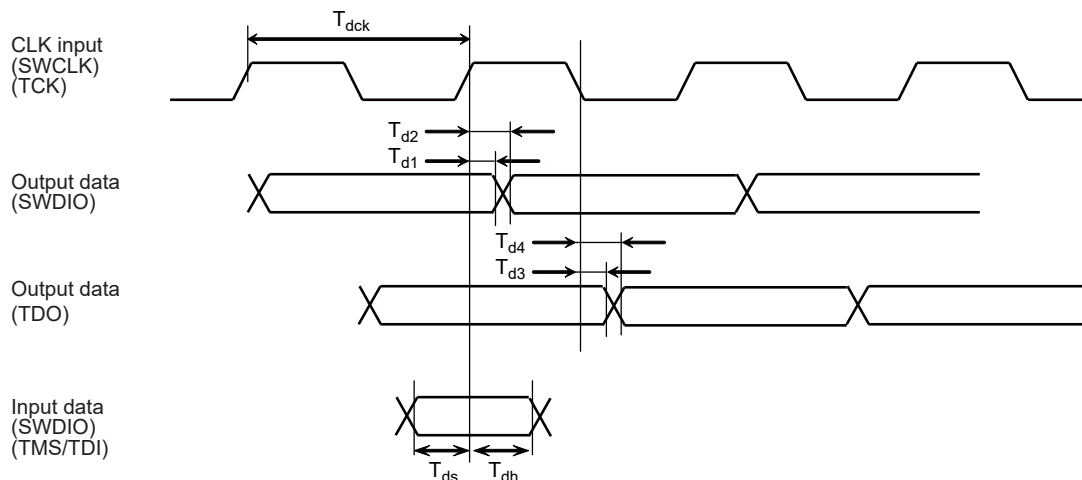 T_dck
CLK input
(SWCLK)
(TCK)
T_d2
T_d1
Output data
(SWDIO)
T_d4
T_d3
Output data
(TDO)
Input data
(SWDIO)
(TMS/TDI)
T_ds T_dh